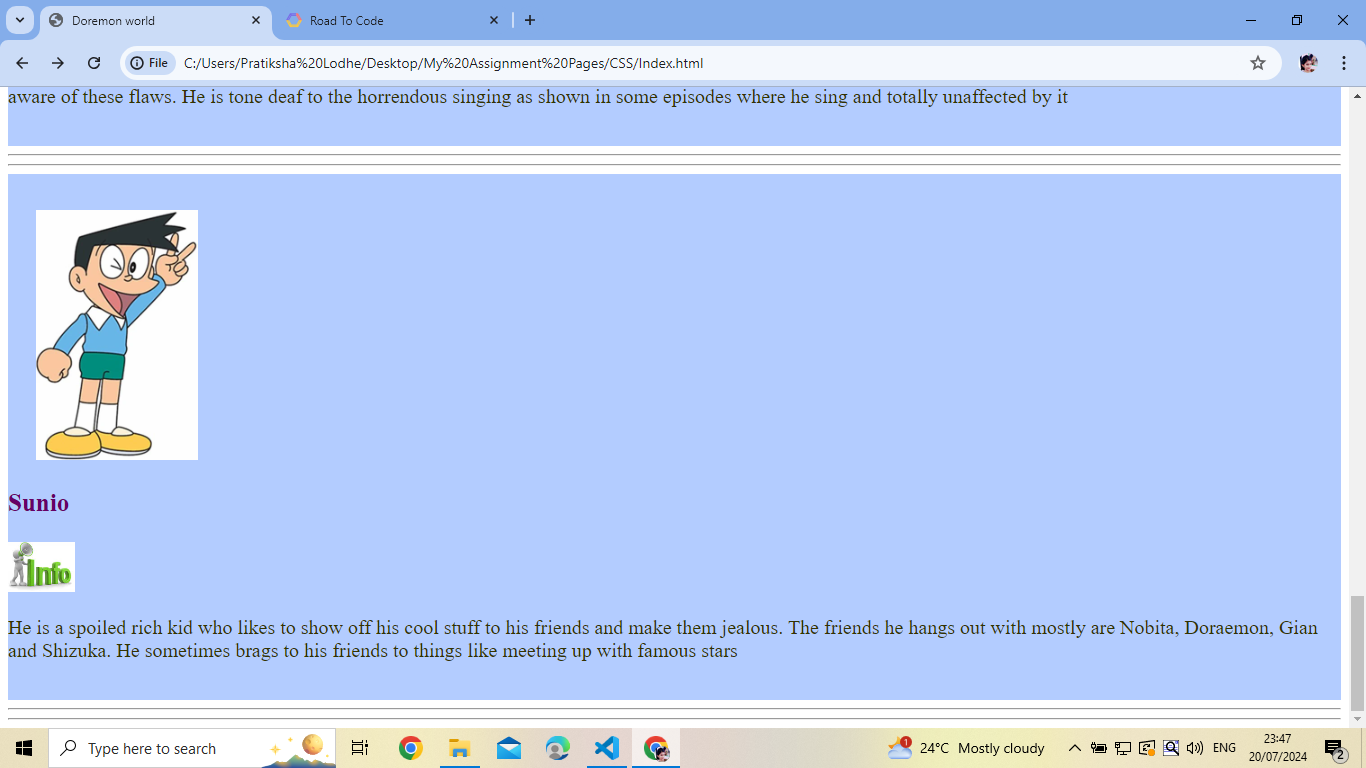 Doremon world
Road To Code
File
C:/Users/Pratiksha%20Lodhe/Desktop/My%20Assignment%20Pages/CSS/Index.html
aware of these flaws. He is tone deaf to the horrendous singing as shown in some episodes where he sing and totally unaffected by it
Sunio
Info
He is a spoiled rich kid who likes to show off his cool stuff to his friends and make them jealous. The friends he hangs out with mostly are Nobita, Doraemon, Gian
and Shizuka. He sometimes brags to his friends to things like meeting up with famous stars
Type here to search
1
24°C Mostly cloudy
ENG
23:47
20/07/2024
2